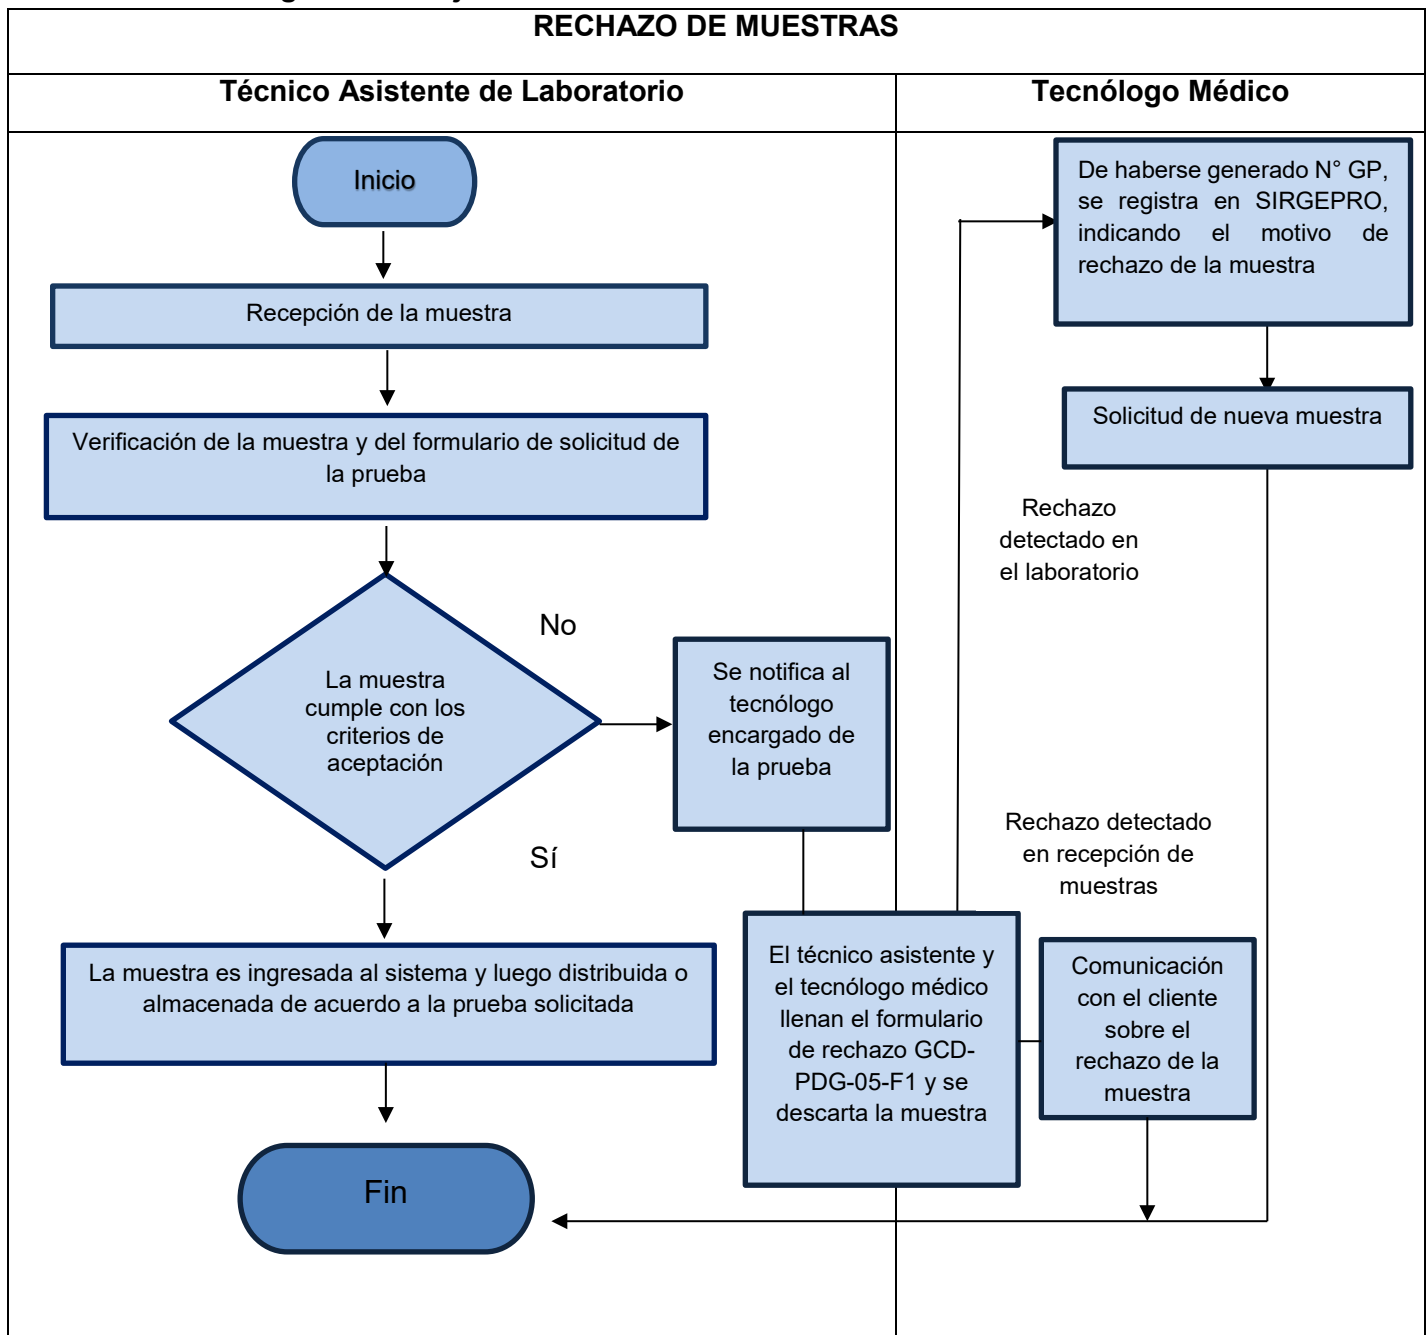 RECHAZO DE MUESTRAS
Técnico Asistente de Laboratorio
Tecnólogo Médico
Inicio
Recepción de la muestra
Verificación de la muestra y del formulario de solicitud de
la prueba
La muestra
cumple con los
criterios de
aceptación
No
Sí
Se notifica al
tecnólogo
encargado de
la prueba
La muestra es ingresada al sistema y luego distribuida o
almacenada de acuerdo a la prueba solicitada
Fin
El técnico asistente y
el tecnólogo médico
llenan el formulario
de rechazo GCD-
PDG-05-F1 y se
descarta la muestra
De haberse generado N° GP,
se registra en SIRGEPRO,
indicando el motivo de
rechazo de la muestra
Solicitud de nueva muestra
Rechazo
detectado en
el laboratorio
Rechazo detectado
en recepción de
muestras
Comunicación
con el cliente
sobre el
rechazo de la
muestra